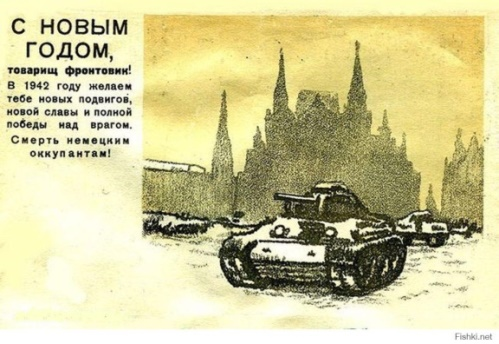 С НОВЫМ
ГОДОМ,
товарищ фронтовик!
В 1942 году желаем
тебе новых подвигов,
новой славы и полной
победы над врагом.
Смерть немецким
оккупантам!
Fishki.net